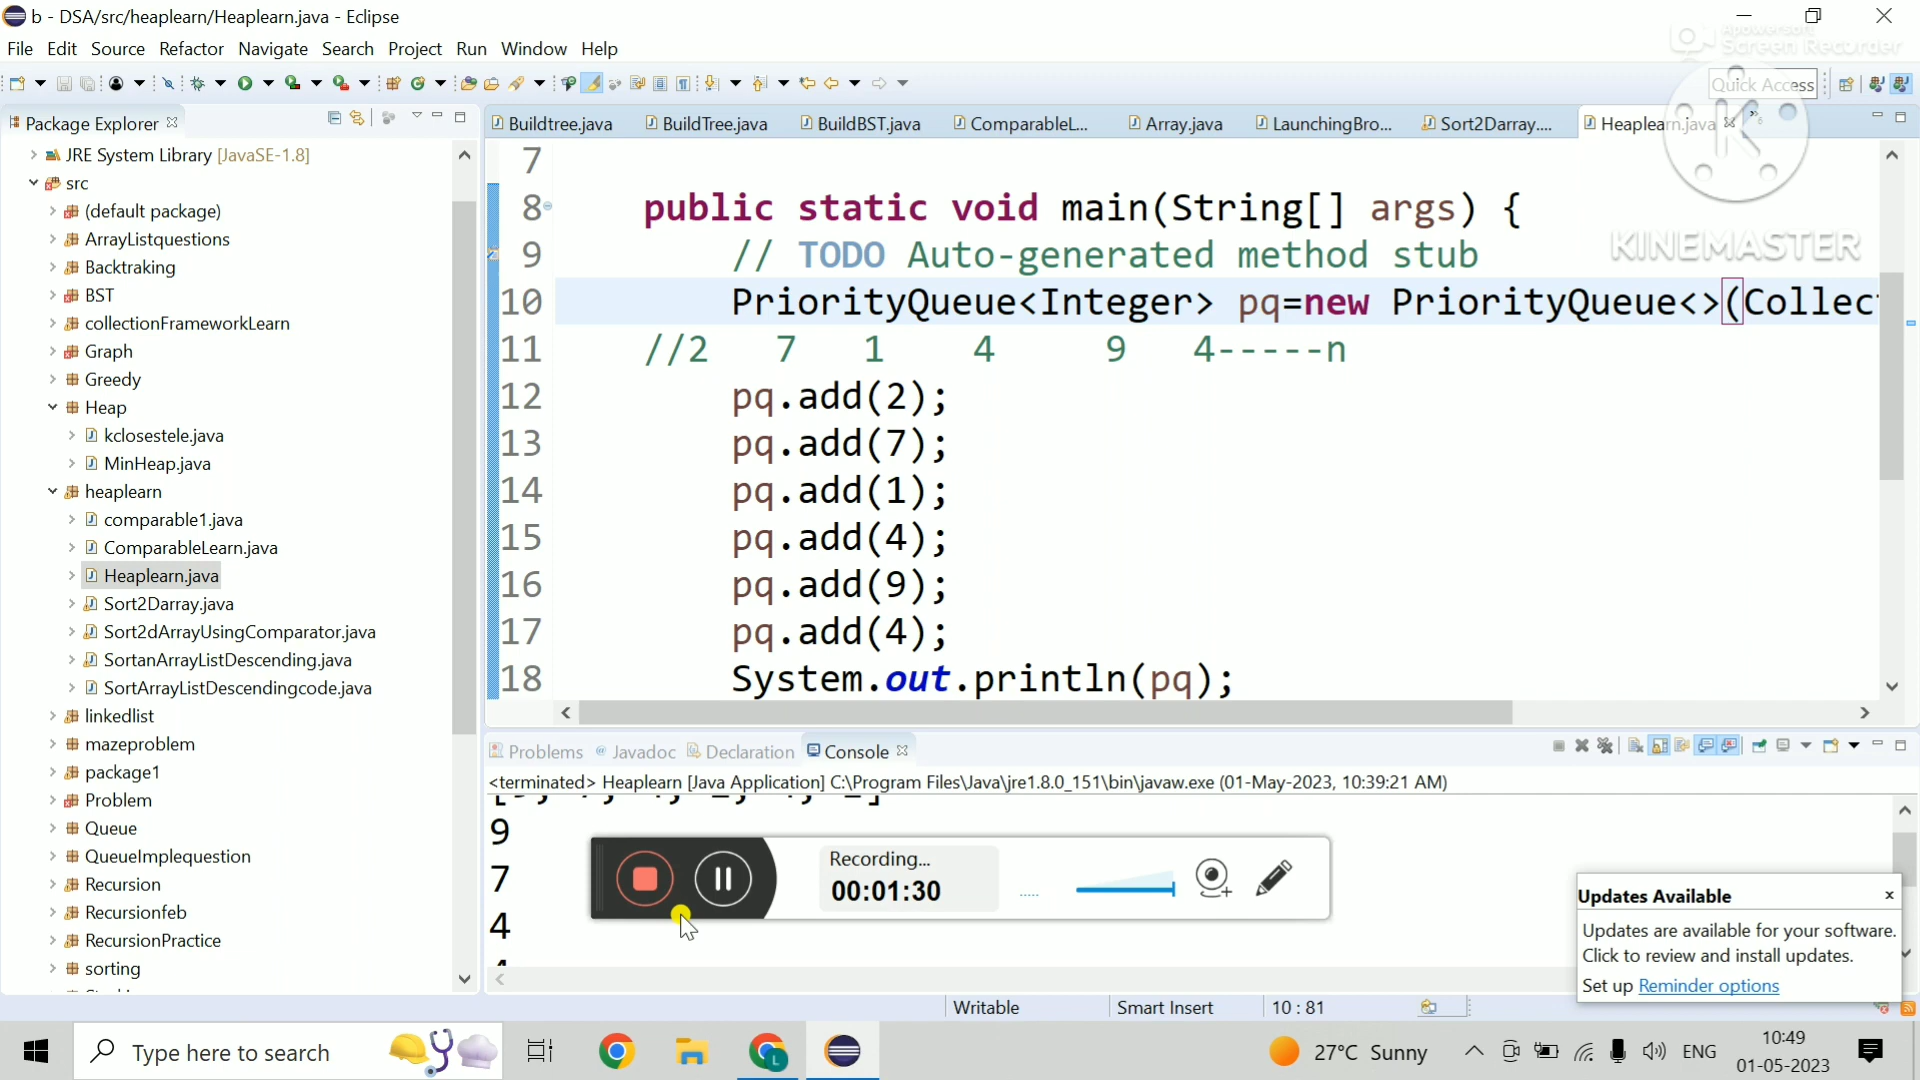 b - DSA/src/heaplearn/Heaplearn.java - Eclipse
File Edit Source Refactor Navigate Search Project Run Window Help
Apowersoft
Screen Recorder
Quick Access
KINEMASTER
Package Explorer
JRE System Library [JavaSE-1.8]
src
(default package)
ArrayListquestions
Backtraking
BST
collectionFrameworkLearn
Graph
Greedy
Heap
kclosestele.java
MinHeap.java
heaplearn
comparable1.java
ComparableLearn.java
Heaplearn.java
Sort2Darray.java
Sort2dArrayUsingComparator.java
SortanArrayListDescending.java
SortArrayListDescendingcode.java
linkedlist
mazeproblem
package1
Problem
Queue
QueueImplequestion
Recursion
Recursionfeb
RecursionPractice
sorting
Buildtree.java BuildTree.java BuildBST.java ComparableL... Array.java LaunchingBro... Sort2Darray.... Heaplearn.java
7
8 public static void main(String[] args) {
9 // TODO Auto-generated method stub
10 PriorityQueue<Integer> pq=new PriorityQueue<>(Collec
11 //2 7 1 4 9 4-----n
12 pq.add(2);
13 pq.add(7);
14 pq.add(1);
15 pq.add(4);
16 pq.add(9);
17 pq.add(4);
18 System.out.println(pq);
Problems Javadoc Declaration Console
<terminated> Heaplearn [Java Application] C:\Program Files\Java\jre1.8.0_151\bin\javaw.exe (01-May-2023, 10:39:21 AM)
9
7
4
Recording...
00:01:30
Updates Available
Updates are available for your software.
Click to review and install updates.
Set up Reminder options
Writable Smart Insert 10 : 81
Type here to search
27°C Sunny
ENG
10:49
01-05-2023